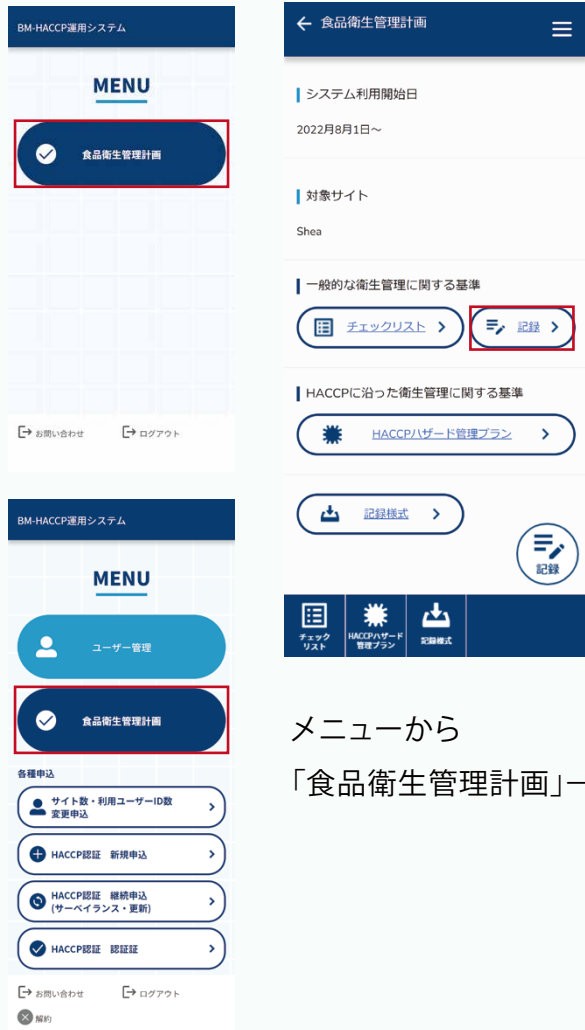 BM-HACCP運用システム
MENU
食品衛生管理計画
お問い合わせ
ログアウト
BM-HACCP運用システム
MENU
ユーザー管理
食品衛生管理計画
各種申込
サイト数・利用ユーザーID数
変更申込
HACCP認証 新規申込
HACCP認証 継続申込
(サーベイランス・更新)
HACCP認証 認証証
お問い合わせ
ログアウト
解約
食品衛生管理計画
システム利用開始日
2022月8月1日～
対象サイト
Shea
一般的な衛生管理に関する基準
チェックリスト
記録
HACCPに沿った衛生管理に関する基準
HACCPハザード管理プラン
記録様式
記録
チェック
リスト
HACCPハザード
管理プラン
記録様式
メニューから
「食品衛生管理計画」ー